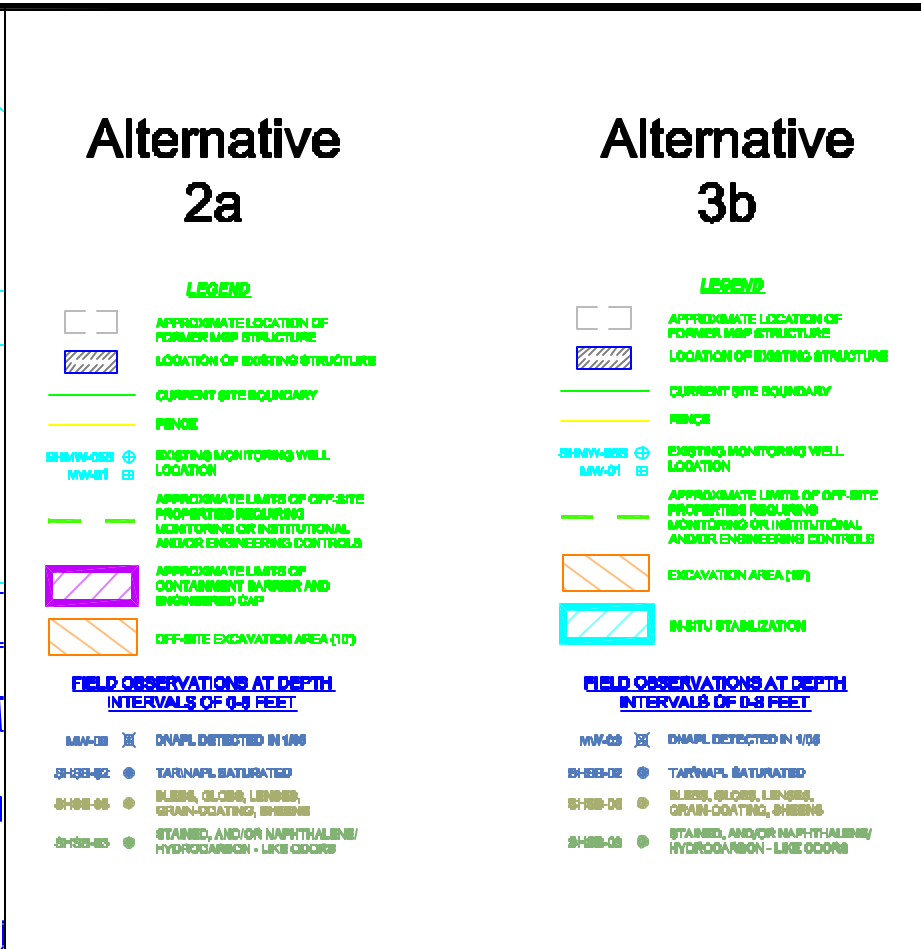 Alternative
2a
LEGEND
APPROXIMATE LOCATION OF
FORMER MGP STRUCTURE
LOCATION OF EXISTING STRUCTURE
CURRENT SITE BOUNDARY
FENCE
EXISTING MONITORING WELL
LOCATION
MW-01
APPROXIMATE LIMITS OF OFF-SITE
PROPERTIES REQUIRING
MONITORING OR INSTITUTIONAL
AND/OR ENGINEERING CONTROLS
APPROXIMATE LIMITS OF
CONTAINMENT BARRIER AND
ENGINEERED CAP
OFF-SITE EXCAVATION AREA (10')
FIELD OBSERVATIONS AT DEPTH
INTERVALS OF 0-8 FEET
DNAPL DETECTED IN
TAR/NAPL SATURATED
BLEBS, GLOBS, LENSES,
GRAIN-COATING, SHEENS
STAINED, AND/OR NAPHTHALENE/
HYDROCARBON - LIKE ODORS
Alternative
3b
LEGEND
APPROXIMATE LOCATION OF
FORMER MGP STRUCTURE
LOCATION OF EXISTING STRUCTURE
CURRENT SITE BOUNDARY
FENCE
EXISTING MONITORING WELL
LOCATION
MW-01
APPROXIMATE LIMITS OF OFF-SITE
PROPERTIES REQUIRING
MONITORING OR INSTITUTIONAL
AND/OR ENGINEERING CONTROLS
EXCAVATION AREA
IN-SITU STABILIZATION
FIELD OBSERVATIONS AT DEPTH
INTERVALS OF 0-8 FEET
MW-03 DNAPL DETECTED IN
TAR/NAPL SATURATED
BLEBS, GLOBS, LENSES,
GRAIN-COATING, SHEENS
STAINED, AND/OR NAPHTHALENE/
HYDROCARBON - LIKE ODORS